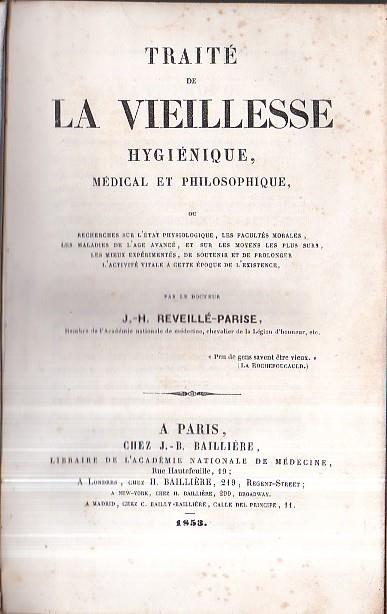 TRAITÉ
DE
LA VIEILLESSE
HYGIÉNIQUE,
MÉDICAL ET PHILOSOPHIQUE,
OU
RECHERCHES SUR L'ÉTAT PHYSIOLOGIQUE, LES FACULTÉS MORALES,
LES MALADIES DE L'AGE AVANCÉ, ET SUR LES MOYENS LES PLUS SURS,
LES MIEUX EXPÉRIMENTÉS, DE SOUTENIR ET DE PROLONGER
L'ACTIVITÉ VITALE A CETTE ÉPOQUE DE L'EXISTENCE,
PAR LE DOCTEUR
J.-H. REVEILLÉ-PARISE,
Membre de l'Académie nationale de médecine, chevalier de la Légion d'honneur, etc.
« Peu de gens savent être vieux. »
(LA ROCHEFOUCAULD.)
A PARIS,
CHEZ J.-B. BAILLIÈRE,
LIBRAIRE DE L'ACADÉMIE NATIONALE DE MÉDECINE,
Rue Hautefeuille, 19;
A LONDRES, CHEZ H. BAILLIÈRE, 219, REGENT-STREET;
A NEW-YORK, CHEZ H. BAILLIÈRE, 290, BROADWAY.
A MADRID, CHEZ C. BAILLY-BAILLIÈRE, CALLE DEL PRINCIPE, 11.
1853.